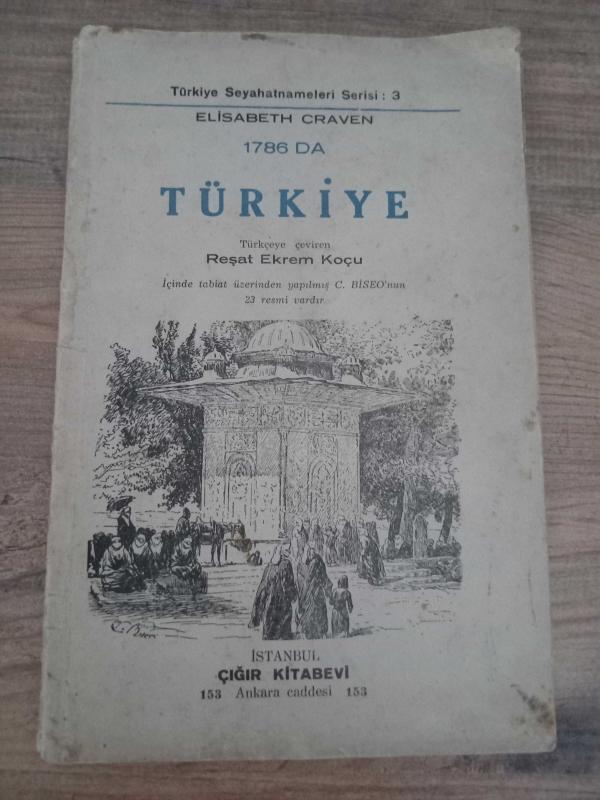 Türkiye Seyahatnameleri Serisi : 3
ELİSABETH CRAVEN
1786 DA
TÜRKİYE
Türkçeye çeviren
Reşat Ekrem Koçu
İçinde tabiat üzerinden yapılmış C. BİSEO'nun
23 resmi vardır
C. Biseo
İSTANBUL
ÇIĞIR KİTABEVİ
153 Ankara caddesi 153